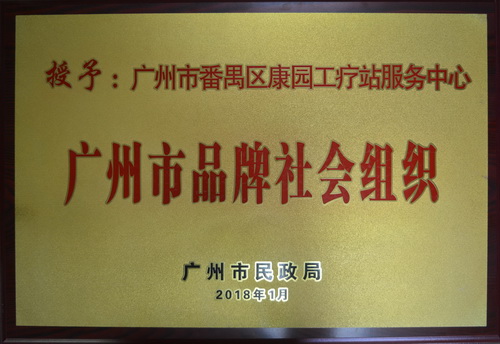 授予：广州市番禺区康园工疗站服务中心
广州市品牌社会组织
广州市民政局
2018年1月